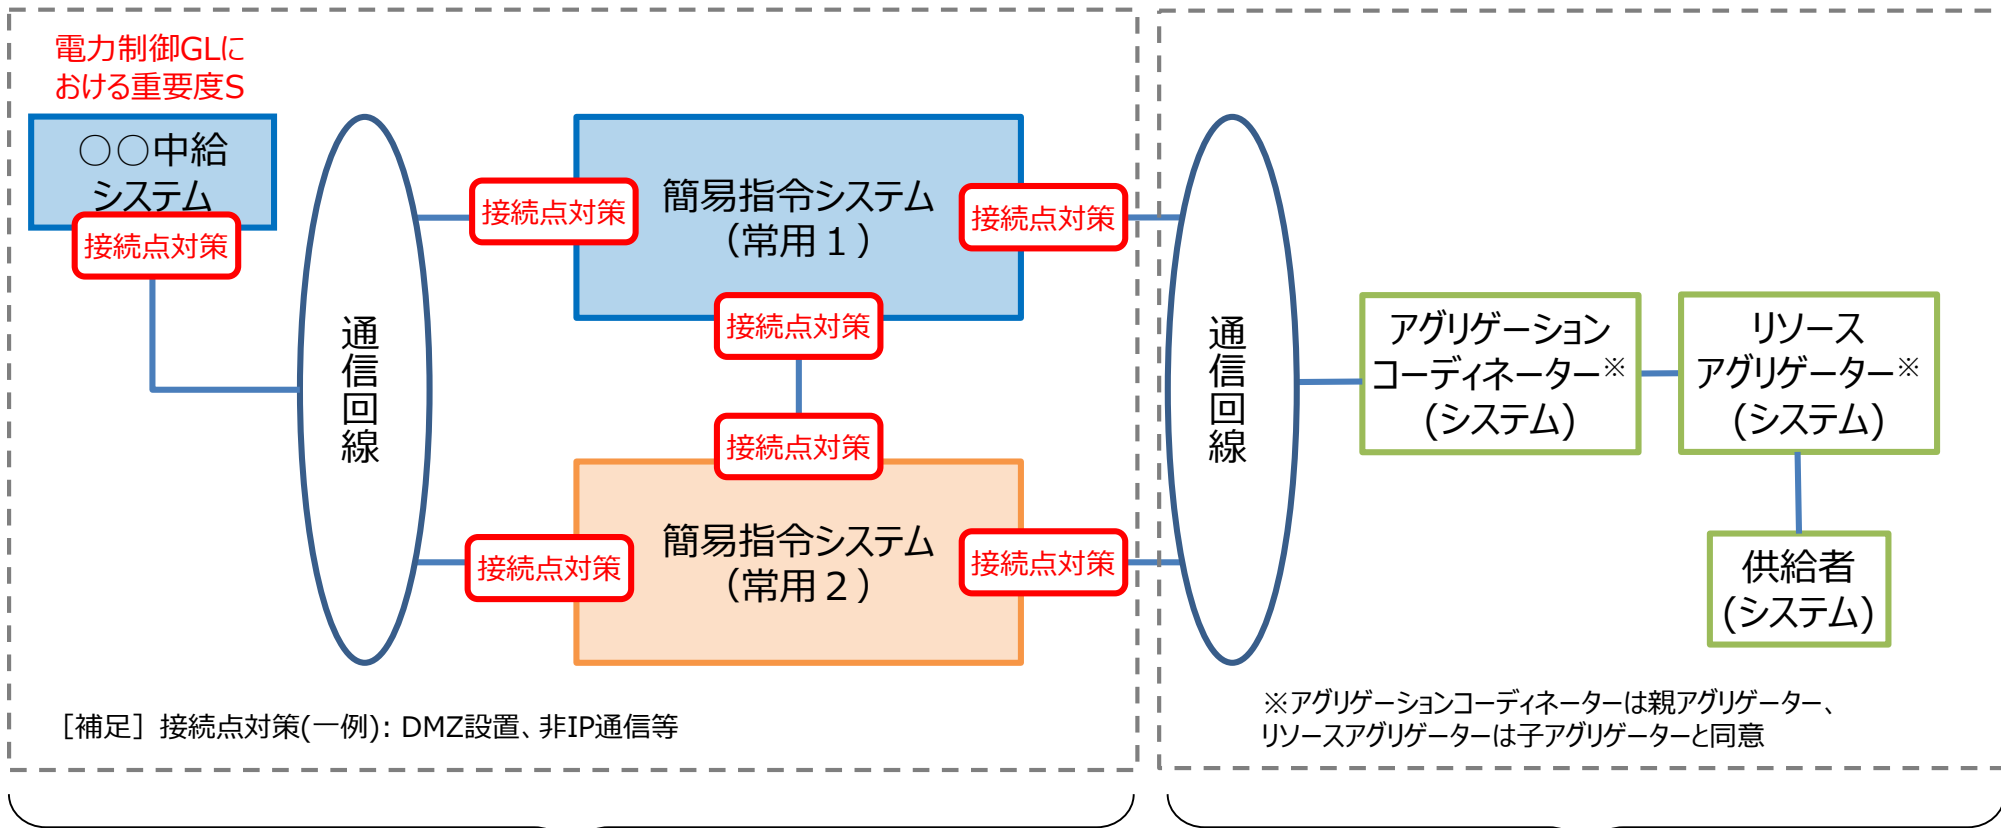 電力制御GLに
おける重要度S
○○中給
システム
接続点対策
通信回線
接続点対策
簡易指令システム
（常用１）
接続点対策
接続点対策
接続点対策
接続点対策
簡易指令システム
（常用２）
接続点対策
［補足］接続点対策(一例): DMZ設置、非IP通信等
通信回線
アグリゲーション
コーディネーター※
(システム)
リソース
アグリゲーター※
(システム)
供給者
(システム)
※アグリゲーションコーディネーターは親アグリゲーター、
リソースアグリゲーターは子アグリゲーターと同意